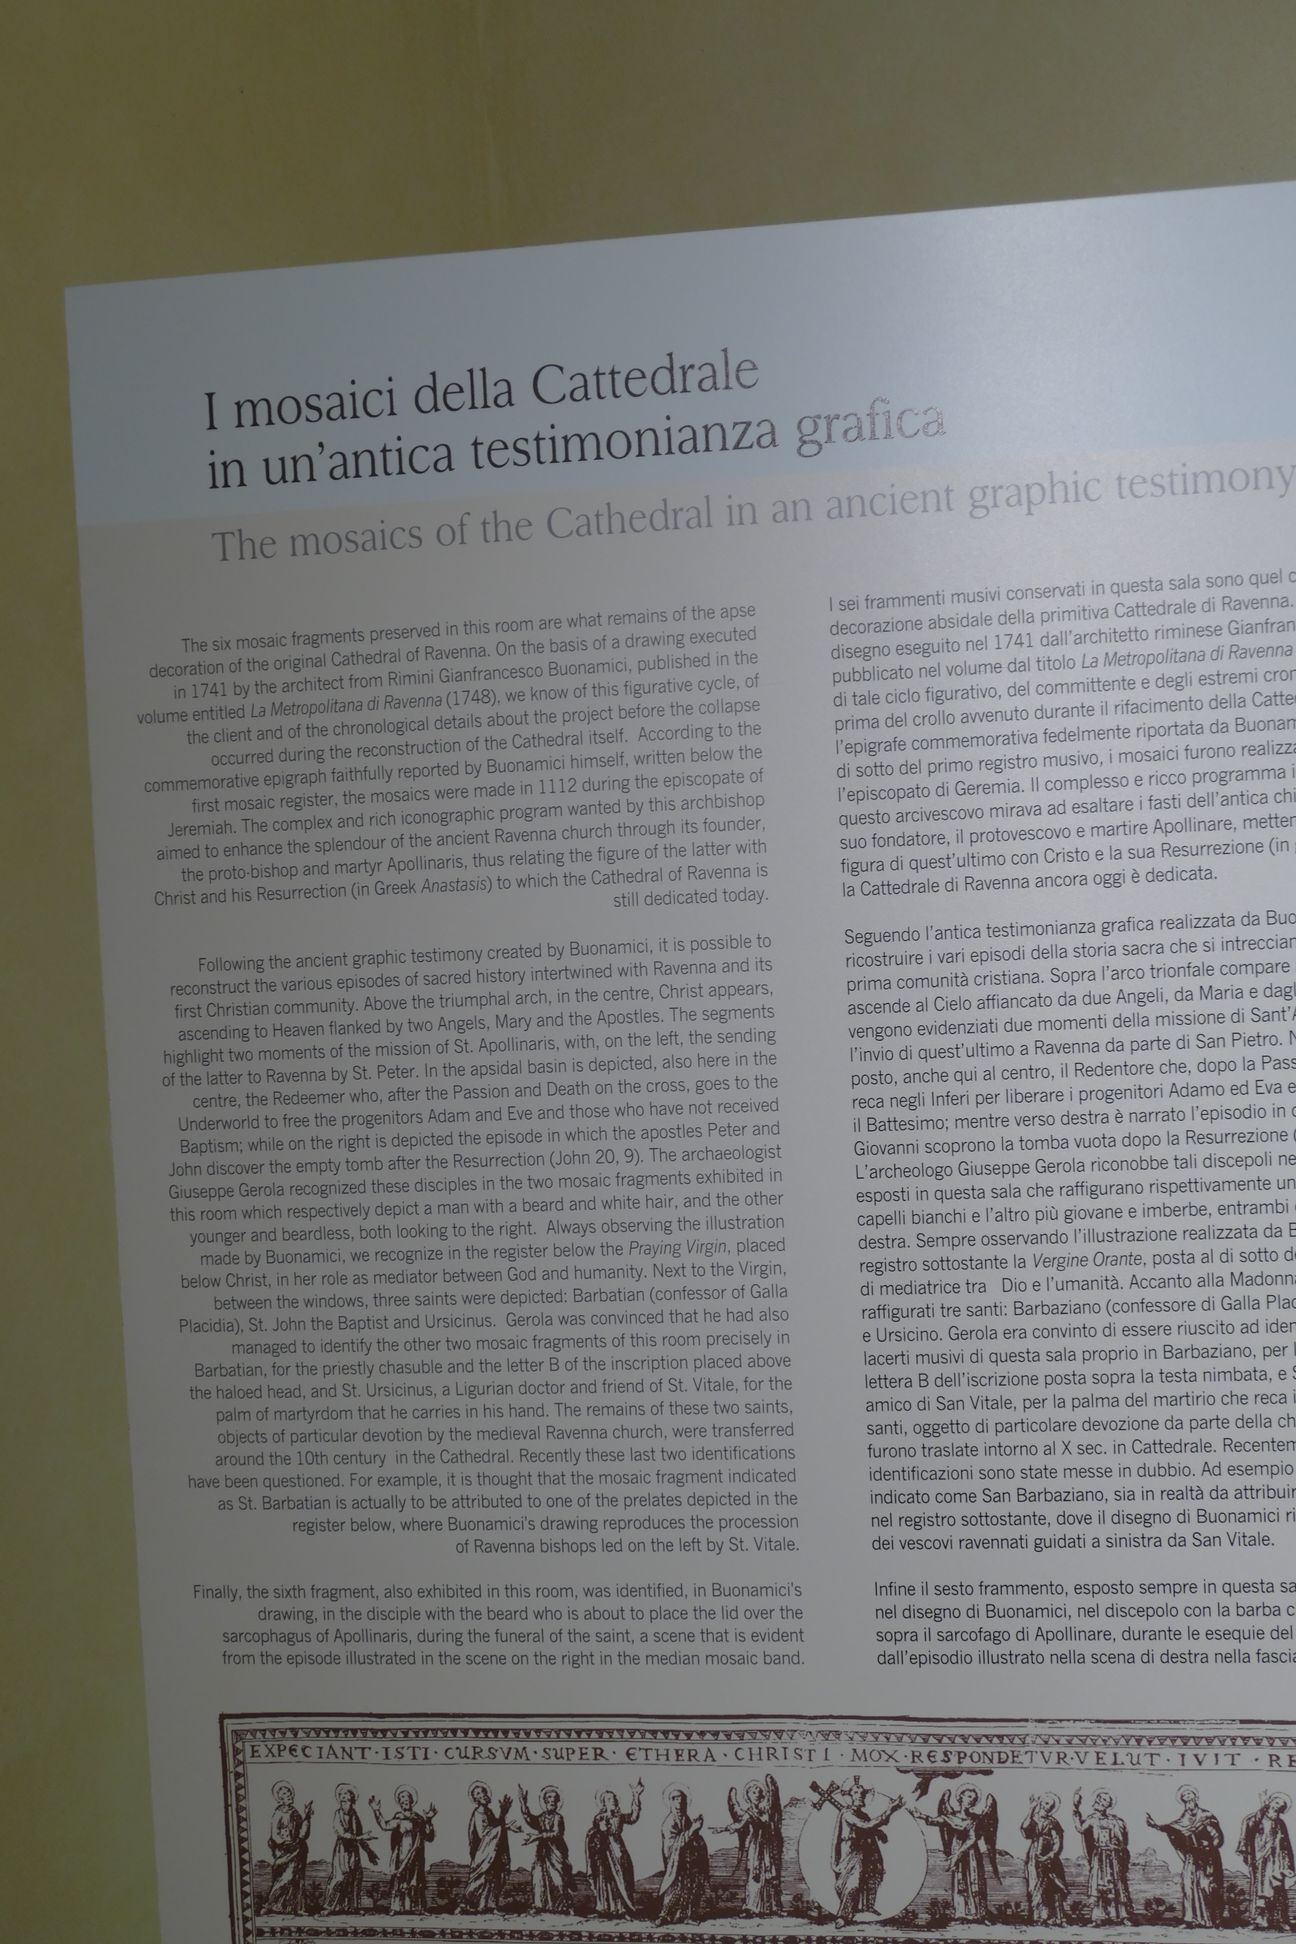 I mosaici della Cattedrale
in un'antica testimonianza grafica
The mosaics of the Cathedral in an ancient graphic testimony
The six mosaic fragments preserved in this room are what remains of the apse
decoration of the original Cathedral of Ravenna. On the basis of a drawing executed
in 1741 by the architect from Rimini Gianfrancesco Buonamici, published in the
volume entitled La Metropolitana di Ravenna (1748), we know of this figurative cycle, of
the client and of the chronological details about the project before the collapse
occurred during the reconstruction of the Cathedral itself. According to the
commemorative epigraph faithfully reported by Buonamici himself, written below the
first mosaic register, the mosaics were made in 1112 during the episcopate of
Jeremiah. The complex and rich iconographic program wanted by this archbishop
aimed to enhance the splendour of the ancient Ravenna church through its founder,
the proto-bishop and martyr Apollinaris, thus relating the figure of the latter with
Christ and his Resurrection (in Greek Anastasis) to which the Cathedral of Ravenna is
still dedicated today.
Following the ancient graphic testimony created by Buonamici, it is possible to
reconstruct the various episodes of sacred history intertwined with Ravenna and its
first Christian community. Above the triumphal arch, in the centre, Christ appears,
ascending to Heaven flanked by two Angels, Mary and the Apostles. The segments
highlight two moments of the mission of St. Apollinaris, with, on the left, the sending
of the latter to Ravenna by St. Peter. In the apsidal basin is depicted, also here in the
centre, the Redeemer who, after the Passion and Death on the cross, goes to the
Underworld to free the progenitors Adam and Eve and those who have not received
Baptism; while on the right is depicted the episode in which the apostles Peter and
John discover the empty tomb after the Resurrection (John 20, 9). The archaeologist
Giuseppe Gerola recognized these disciples in the two mosaic fragments exhibited in
this room which respectively depict a man with a beard and white hair, and the other
younger and beardless, both looking to the right. Always observing the illustration
made by Buonamici, we recognize in the register below the Praying Virgin, placed
below Christ, in her role as mediator between God and humanity. Next to the Virgin,
between the windows, three saints were depicted: Barbatian (confessor of Galla
Placidia), St. John the Baptist and Ursicinus. Gerola was convinced that he had also
managed to identify the other two mosaic fragments of this room precisely in
Barbatian, for the priestly chasuble and the letter B of the inscription placed above
the haloed head, and St. Ursicinus, a Ligurian doctor and friend of St. Vitale, for the
palm of martyrdom that he carries in his hand. The remains of these two saints,
objects of particular devotion by the medieval Ravenna church, were transferred
around the 10th century in the Cathedral. Recently these last two identifications
have been questioned. For example, it is thought that the mosaic fragment indicated
as St. Barbatian is actually to be attributed to one of the prelates depicted in the
register below, where Buonamici's drawing reproduces the procession
of Ravenna bishops led on the left by St. Vitale.
Finally, the sixth fragment, also exhibited in this room, was identified, in Buonamici's
drawing, in the disciple with the beard who is about to place the lid over the
sarcophagus of Apollinaris, during the funeral of the saint, a scene that is evident
from the episode illustrated in the scene on the right in the median mosaic band.
I sei frammenti musivi conservati in questa sala sono quel
decorazione absidale della primitiva Cattedrale di Ravenna.
disegno eseguito nel 1741 dall'architetto riminese Gianfran
pubblicato nel volume dal titolo La Metropolitana di Ravenna
di tale ciclo figurativo, del committente e degli estremi cron
prima del crollo avvenuto durante il rifacimento della Catte
l'epigrafe commemorativa fedelmente riportata da Buonam
di sotto del primo registro musivo, i mosaici furono realizza
l'episcopato di Geremia. Il complesso e ricco programma i
questo arcivescovo mirava ad esaltare i fasti dell'antica chi
suo fondatore, il protovescovo e martire Apollinare, metten
figura di quest'ultimo con Cristo e la sua Resurrezione (in
la Cattedrale di Ravenna ancora oggi è dedicata.
Seguendo l'antica testimonianza grafica realizzata da Buo
ricostruire i vari episodi della storia sacra che si intreccian
prima comunità cristiana. Sopra l'arco trionfale compare
ascende al Cielo affiancato da due Angeli, da Maria e dagl
vengono evidenziati due momenti della missione di Sant'A
l'invio di quest'ultimo a Ravenna da parte di San Pietro. N
posto, anche qui al centro, il Redentore che, dopo la Pass
reca negli Inferi per liberare i progenitori Adamo ed Eva e
il Battesimo; mentre verso destra è narrato l'episodio in c
Giovanni scoprono la tomba vuota dopo la Resurrezione (
L'archeologo Giuseppe Gerola riconobbe tali discepoli ne
esposti in questa sala che raffigurano rispettivamente un
capelli bianchi e l'altro più giovane e imberbe, entrambi
destra. Sempre osservando l'illustrazione realizzata da B
registro sottostante la Vergine Orante, posta al di sotto d
di mediatrice tra Dio e l'umanità. Accanto alla Madonna
raffigurati tre santi: Barbaziano (confessore di Galla Plac
e Ursicino. Gerola era convinto di essere riuscito ad iden
lacerti musivi di questa sala proprio in Barbaziano, per l
lettera B dell'iscrizione posta sopra la testa nimbata, e S
amico di San Vitale, per la palma del martirio che reca i
santi, oggetto di particolare devozione da parte della ch
furono traslate intorno al X sec. in Cattedrale. Recentem
identificazioni sono state messe in dubbio. Ad esempio
indicato come San Barbaziano, sia in realtà da attribuir
nel registro sottostante, dove il disegno di Buonamici ri
dei vescovi ravennati guidati a sinistra da San Vitale.
Infine il sesto frammento, esposto sempre in questa sa
nel disegno di Buonamici, nel discepolo con la barba c
sopra il sarcofago di Apollinare, durante le esequie del
dall'episodio illustrato nella scena di destra nella fascia
EXPECIANT · ISTI · CURSVM · SUPER · ETHERA · CHRISTI · MOX · RESPONDETVR · VELUT · IVIT · RE